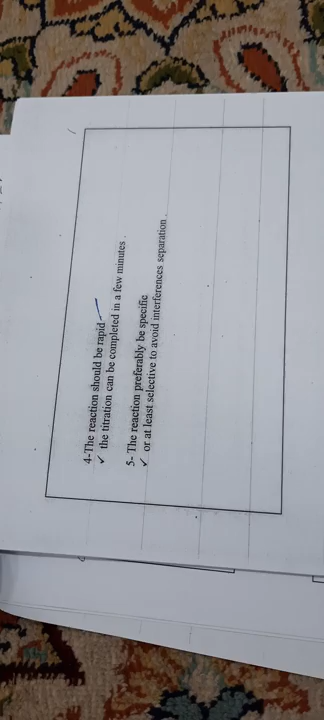 4-The reaction should be rapid
✓ the titration can be completed in a few minutes .
5- The reaction preferably be specific
✓ or at least selective to avoid interferences separation .